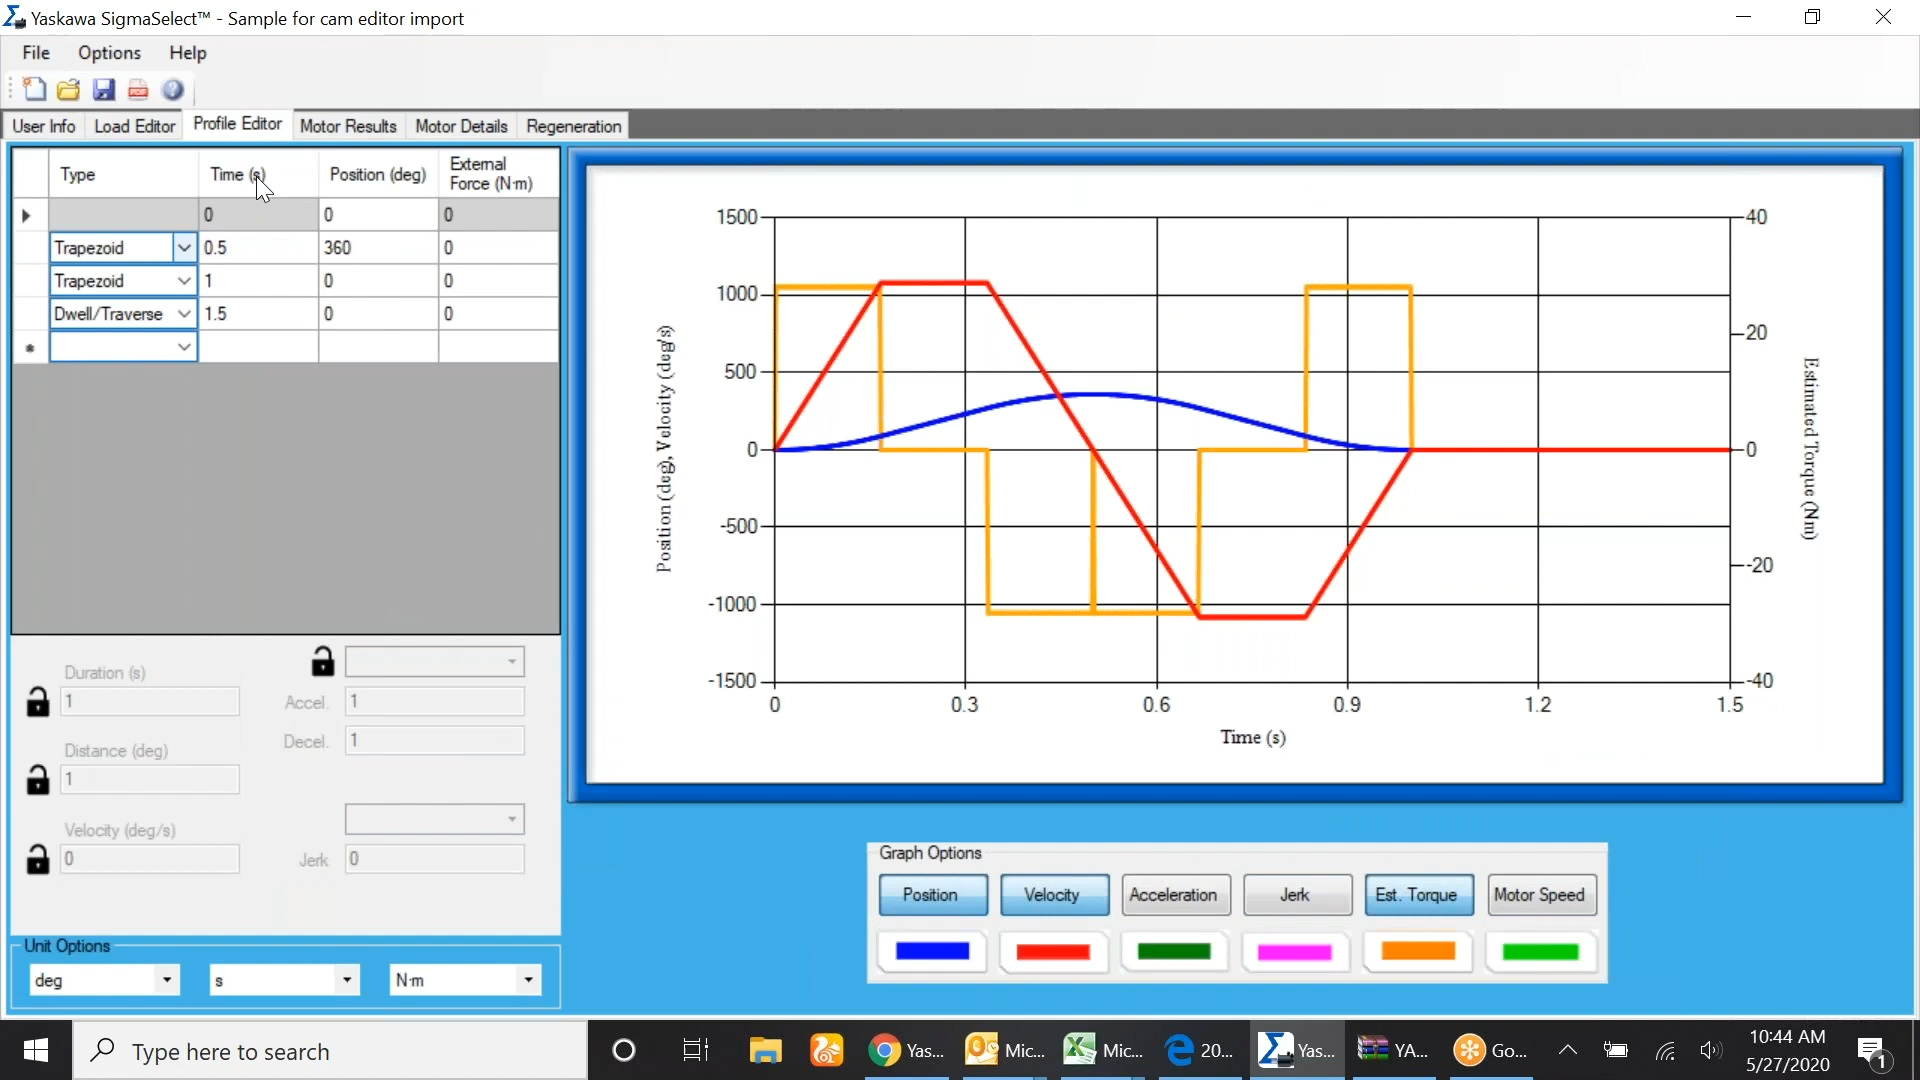 Yaskawa SigmaSelect™ - Sample for cam editor import
File Options Help
User Info Load Editor Profile Editor Motor Results Motor Details Regeneration
Type Time (s) Position (deg) External Force (N·m)
0 0 0
Trapezoid 0.5 360 0
Trapezoid 1 0 0
Dwell/Traverse 1.5 0 0
Duration (s)
1
Accel. 1
Decel. 1
Distance (deg)
1
Velocity (deg/s)
0
Jerk 0
Unit Options
deg s N·m
Position (deg), Velocity (deg/s)
1500
1000
500
0
-500
-1000
-1500
0 0.3 0.6 0.9 1.2 1.5
Time (s)
40
20
0
-20
-40
Estimated Torque (Nm)
Graph Options
Position Velocity Acceleration Jerk Est. Torque Motor Speed
Type here to search
Yas... Mic... Mic... 20... Yas... YA... Go...
10:44 AM
5/27/2020
1